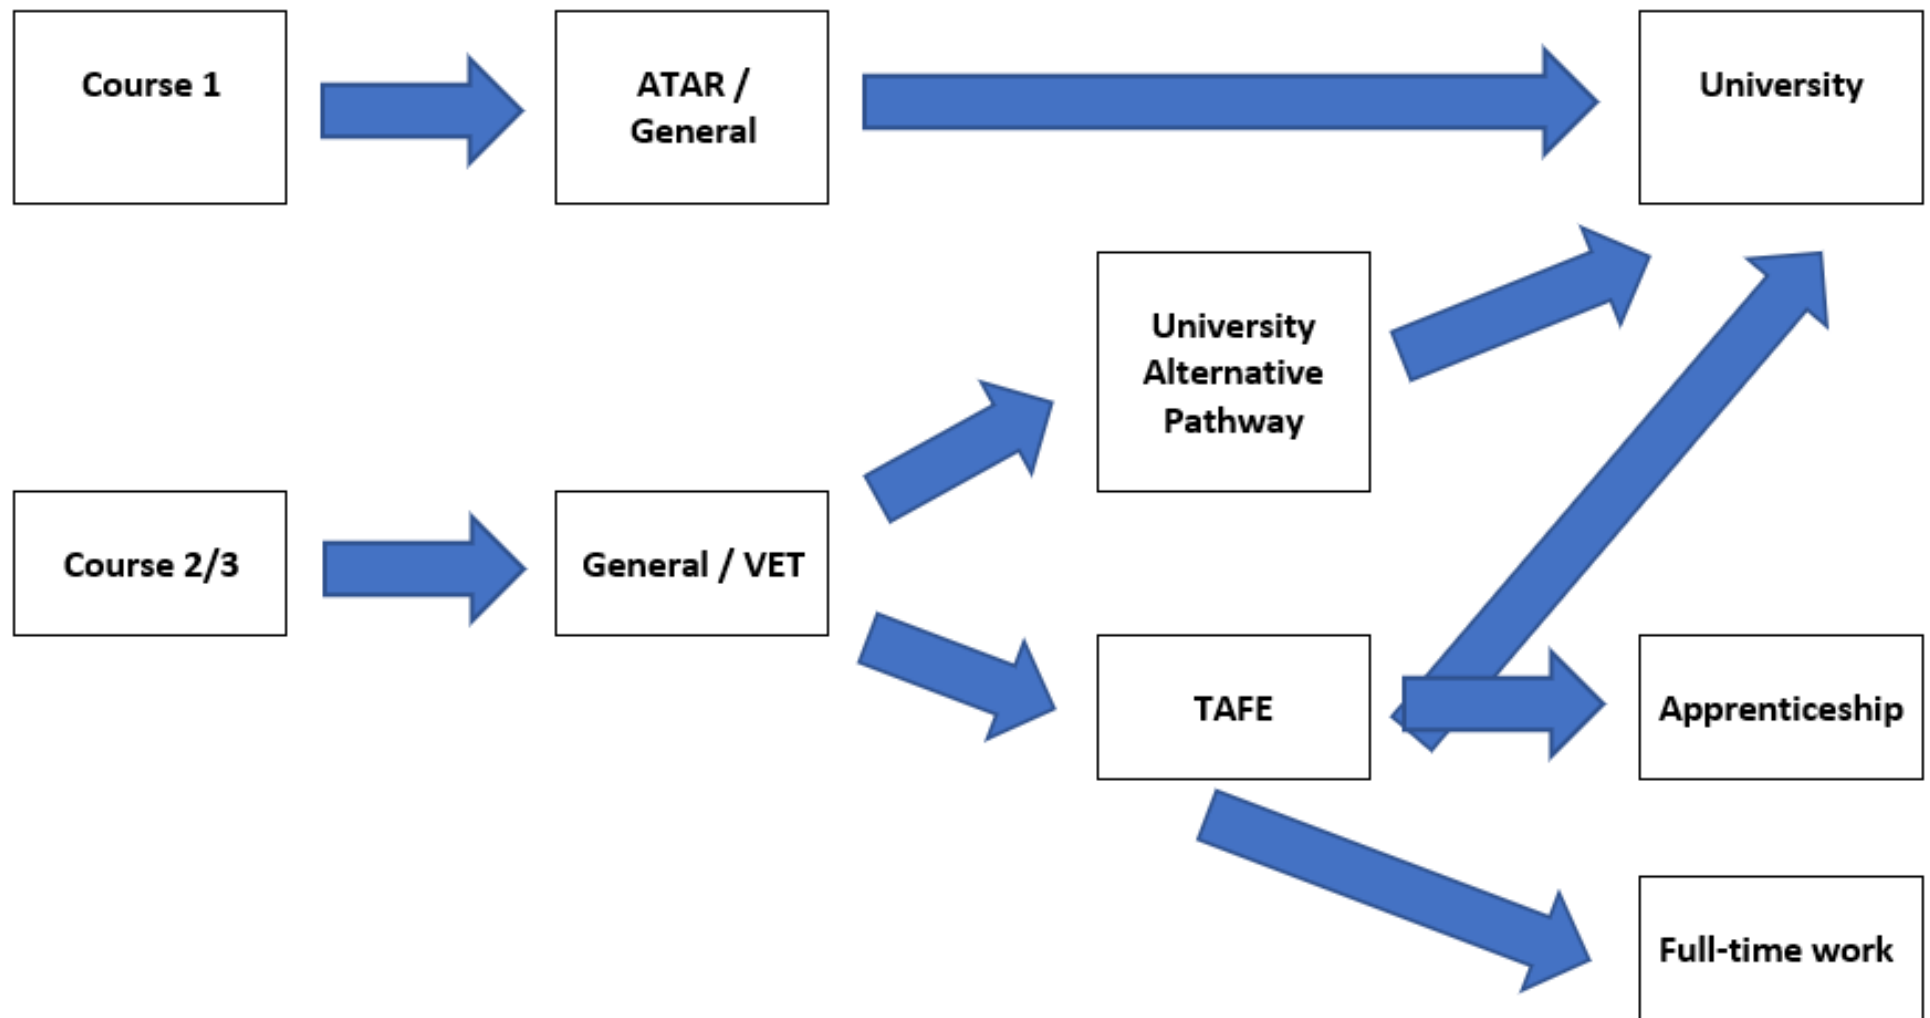 Course 1
ATAR /
General
University
University
Alternative
Pathway
Course 2/3
General / VET
TAFE
Apprenticeship
Full-time work